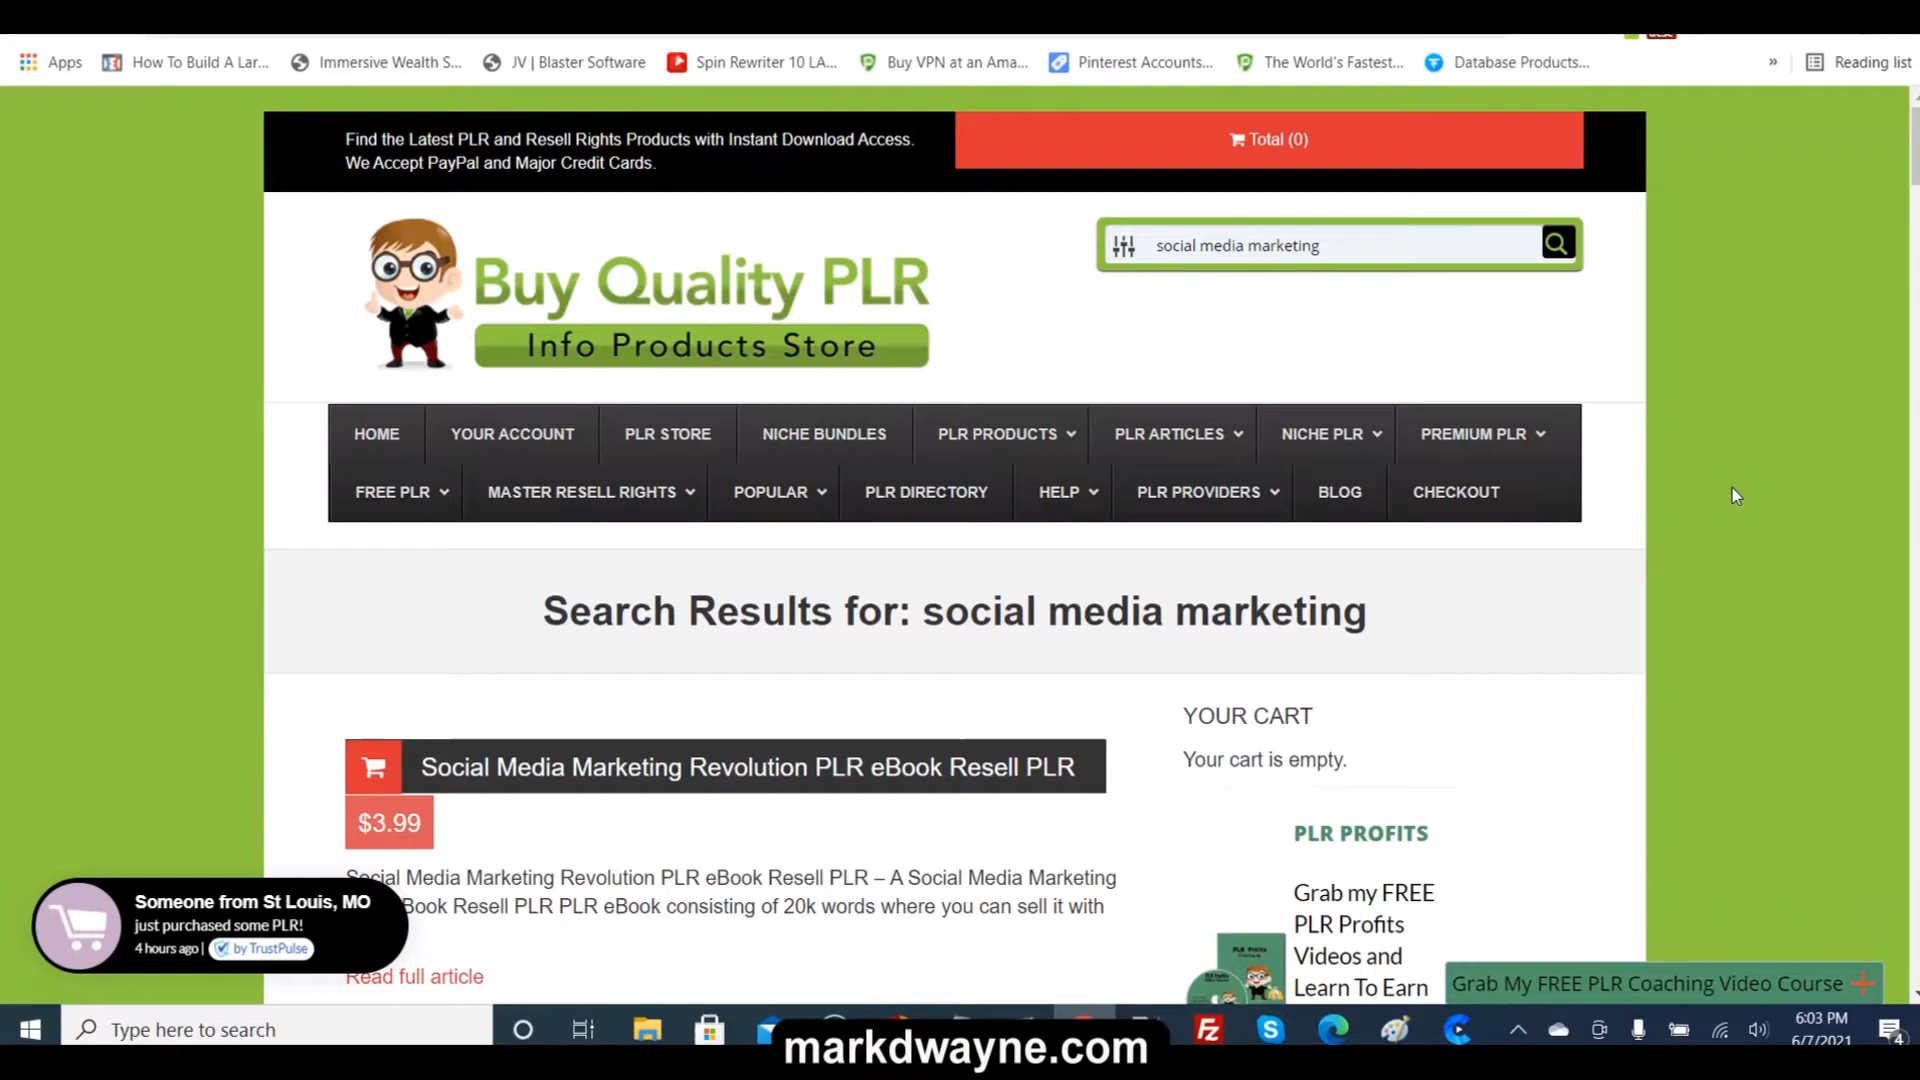 Apps
How To Build A Lar...
Immersive Wealth S...
JV | Blaster Software
Spin Rewriter 10 LA...
Buy VPN at an Ama...
Pinterest Accounts...
The World's Fastest...
Database Products...
»
Reading list
Find the Latest PLR and Resell Rights Products with Instant Download Access.
We Accept PayPal and Major Credit Cards.
Total (0)
social media marketing
Buy Quality PLR
Info Products Store
HOME
YOUR ACCOUNT
PLR STORE
NICHE BUNDLES
PLR PRODUCTS
PLR ARTICLES
NICHE PLR
PREMIUM PLR
FREE PLR
MASTER RESELL RIGHTS
POPULAR
PLR DIRECTORY
HELP
PLR PROVIDERS
BLOG
CHECKOUT
Search Results for: social media marketing
Social Media Marketing Revolution PLR eBook Resell PLR
$3.99
Social Media Marketing Revolution PLR eBook Resell PLR – A Social Media Marketing
Book Resell PLR PLR eBook consisting of 20k words where you can sell it with
Read full article
YOUR CART
Your cart is empty.
PLR PROFITS
Grab my FREE
PLR Profits
Videos and
Learn To Earn
PLR Profits
Someone from St Louis, MO
just purchased some PLR!
4 hours ago | by TrustPulse
Grab My FREE PLR Coaching Video Course +
Type here to search
6:03 PM
6/7/2021
4
markdwayne.com